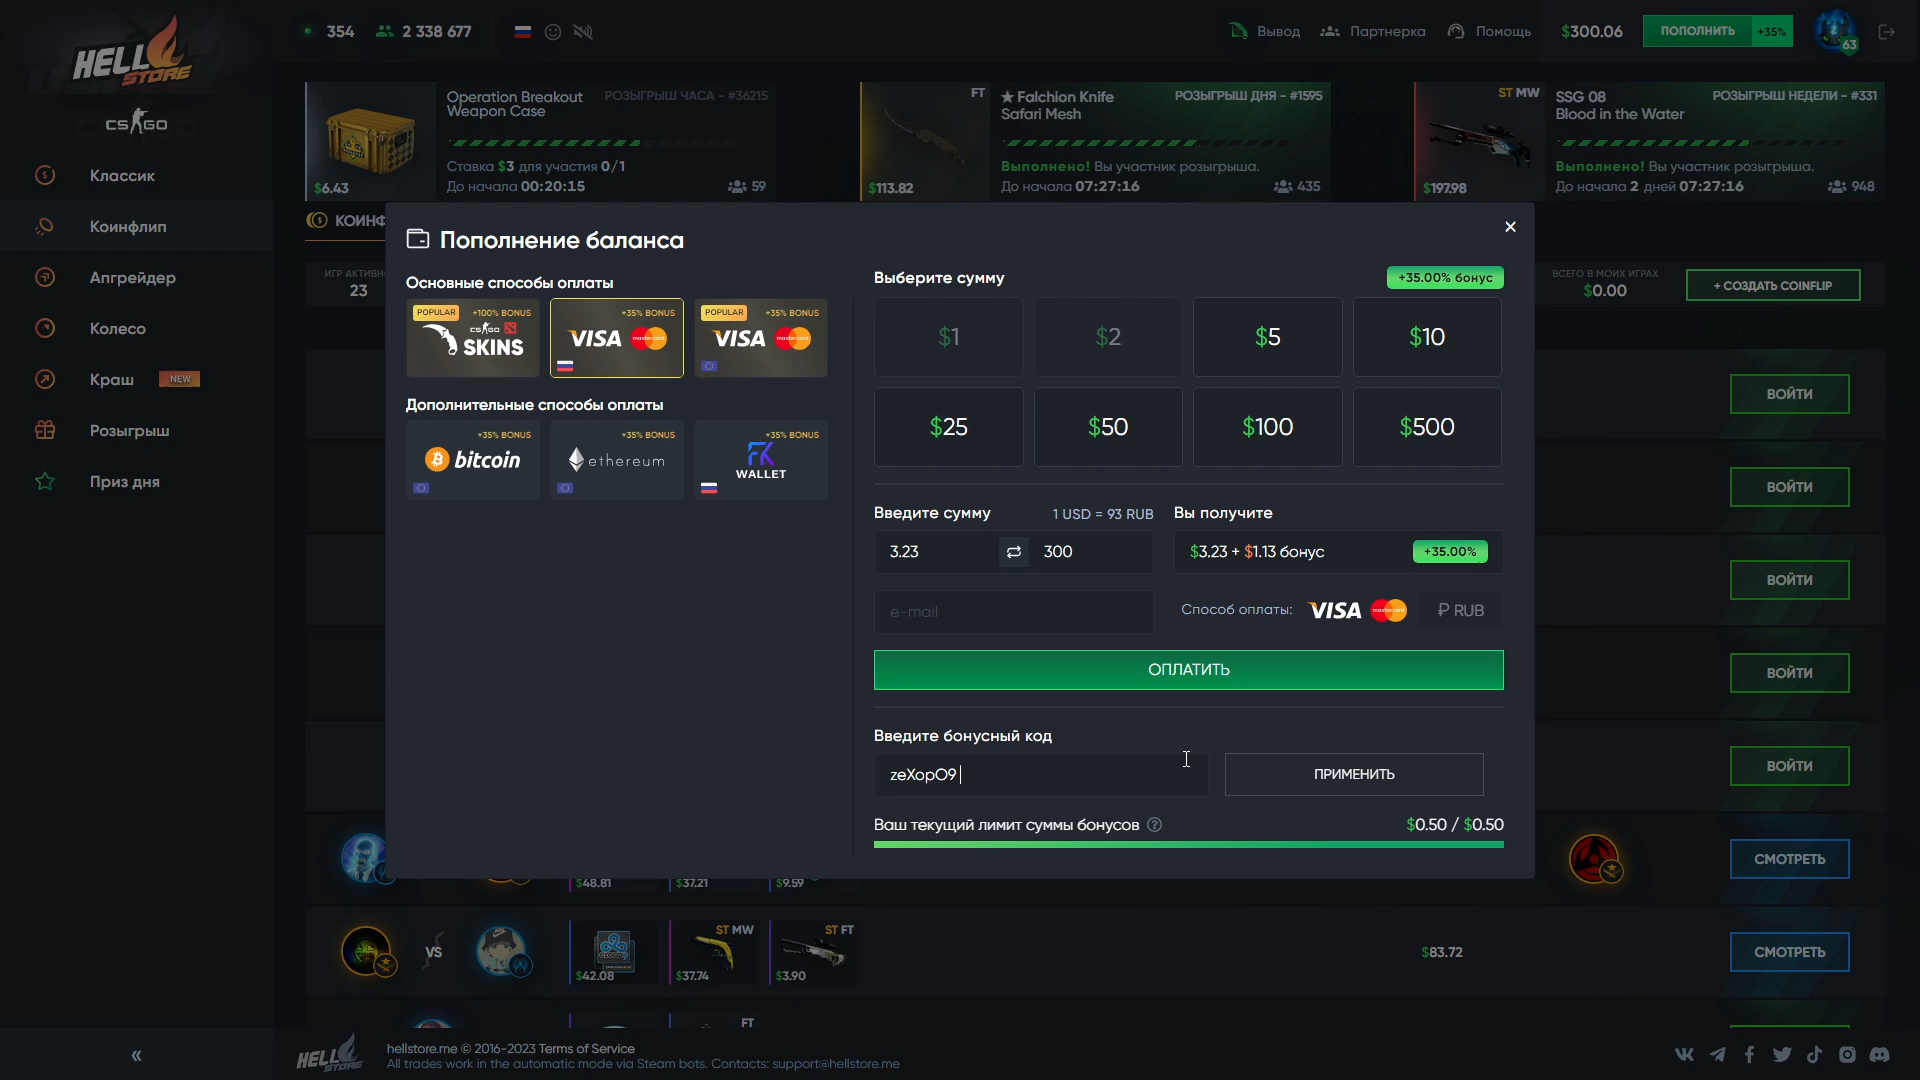 HELL STORE
CS GO
354
2 338 677
Вывод
Партнерка
Помощь
$300.06
ПОПОЛНИТЬ +35%
63
Классик
Коинфлип
Апгрейдер
Колесо
Краш NEW
Розыгрыш
Приз дня
Operation Breakout Weapon Case
РОЗЫГРЫШ ЧАСА - #36215
Ставка $3 для участия 0/1
До начала 00:20:15
59
$6.43
FT
★ Falchion Knife
Safari Mesh
РОЗЫГРЫШ ДНЯ - #1595
Выполнено! Вы участник розыгрыша.
До начала 07:27:16
435
$113.82
ST MW
SSG 08
Blood in the Water
РОЗЫГРЫШ НЕДЕЛИ - #331
Выполнено! Вы участник розыгрыша.
До начала 2 дней 07:27:16
948
$197.98
КОИНФ
ИГР АКТИВН
23
ВСЕГО В МОИХ ИГРАХ
$0.00
+ СОЗДАТЬ COINFLIP
Пополнение баланса
Основные способы оплаты
POPULAR +100% BONUS
CS GO
SKINS
+35% BONUS
VISA mastercard
POPULAR +35% BONUS
VISA mastercard
Дополнительные способы оплаты
+35% BONUS
bitcoin
+35% BONUS
ethereum
+35% BONUS
FK
WALLET
Выберите сумму
+35.00% бонус
$1 $2 $5 $10
$25 $50 $100 $500
Введите сумму
1 USD = 93 RUB
Вы получите
3.23
300
$3.23 + $1.13 бонус
+35.00%
e-mail
Способ оплаты:
VISA mastercard
₽ RUB
ОПЛАТИТЬ
Введите бонусный код
zeXopO9
ПРИМЕНИТЬ
Ваш текущий лимит суммы бонусов ?
$0.50 / $0.50
ВОЙТИ
ВОЙТИ
ВОЙТИ
ВОЙТИ
ВОЙТИ
$48.81
$37.21
$9.59
СМОТРЕТЬ
VS
CLOUD9
$42.08
ST MW
$37.74
ST FT
$3.90
$83.72
СМОТРЕТЬ
FT
«
HELL STORE
hellstore.me © 2016-2023 Terms of Service
All trades work in the automatic mode via Steam bots. Contacts: support@hellstore.me